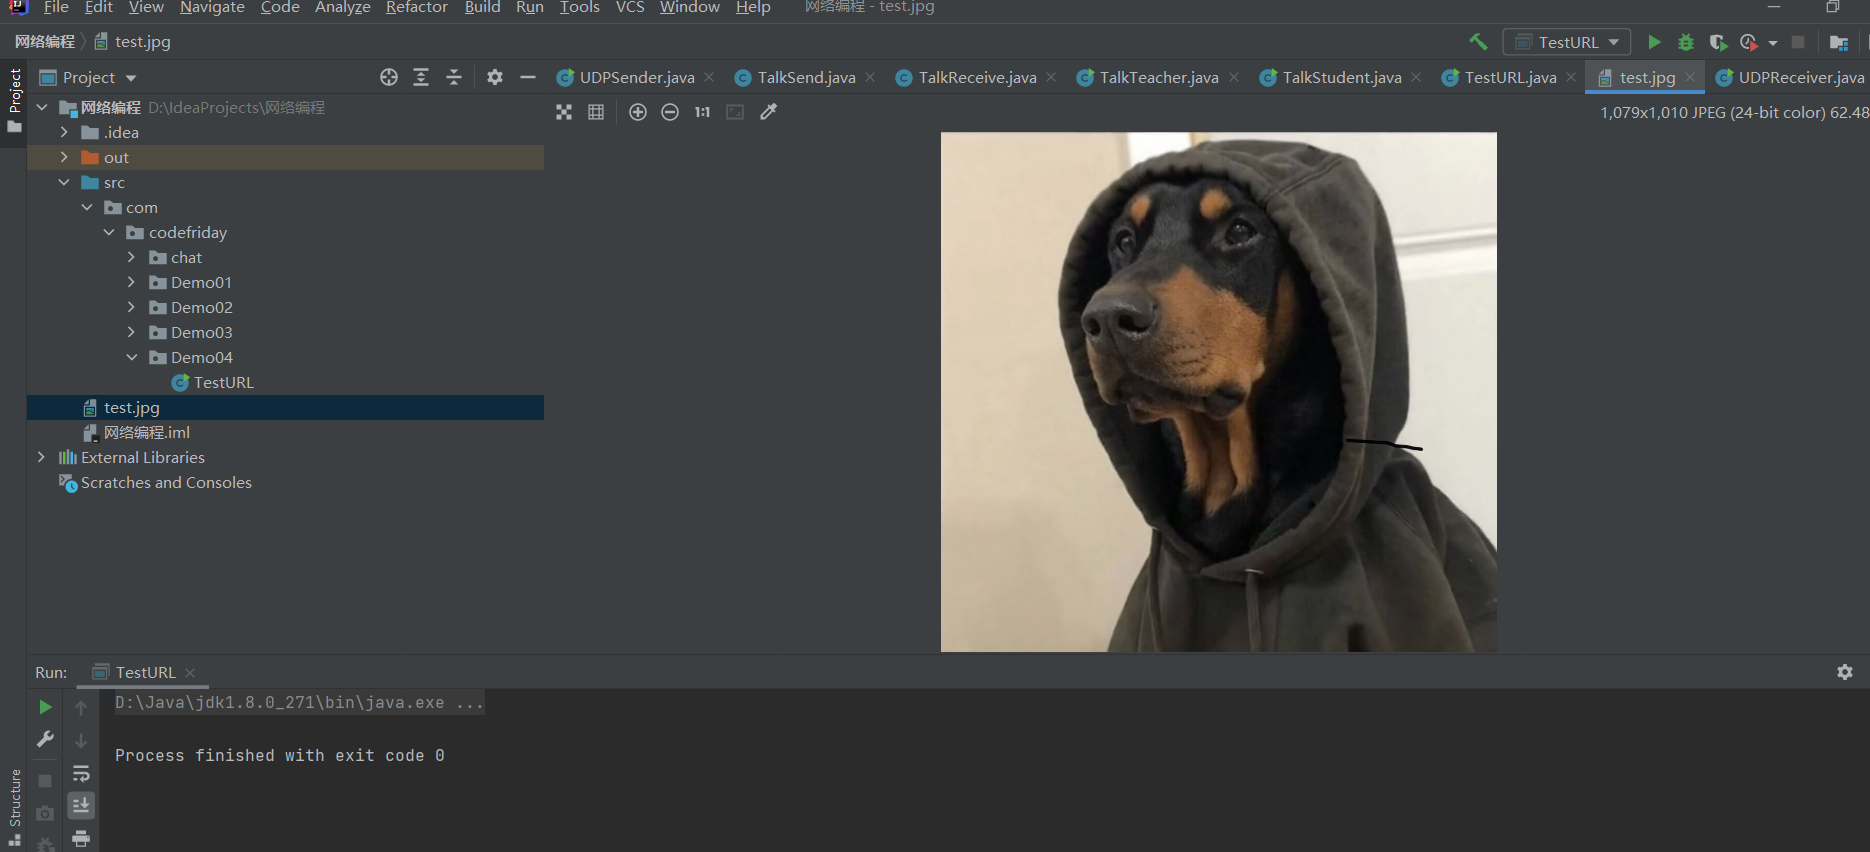 File Edit View Navigate Code Analyze Refactor Build Run Tools VCS Window Help 网络编程 - test.jpg
网络编程 test.jpg
TestURL
Project
Project
UDPSender.java TalkSend.java TalkReceive.java TalkTeacher.java TalkStudent.java TestURL.java test.jpg UDPReceiver.java
网络编程 D:\IdeaProjects\网络编程
1:1
1,079x1,010 JPEG (24-bit color) 62.48
.idea
out
src
com
codefriday
chat
Demo01
Demo02
Demo03
Demo04
TestURL
test.jpg
网络编程.iml
External Libraries
Scratches and Consoles
Run: TestURL
D:\Java\jdk1.8.0_271\bin\java.exe ...
Process finished with exit code 0
Structure